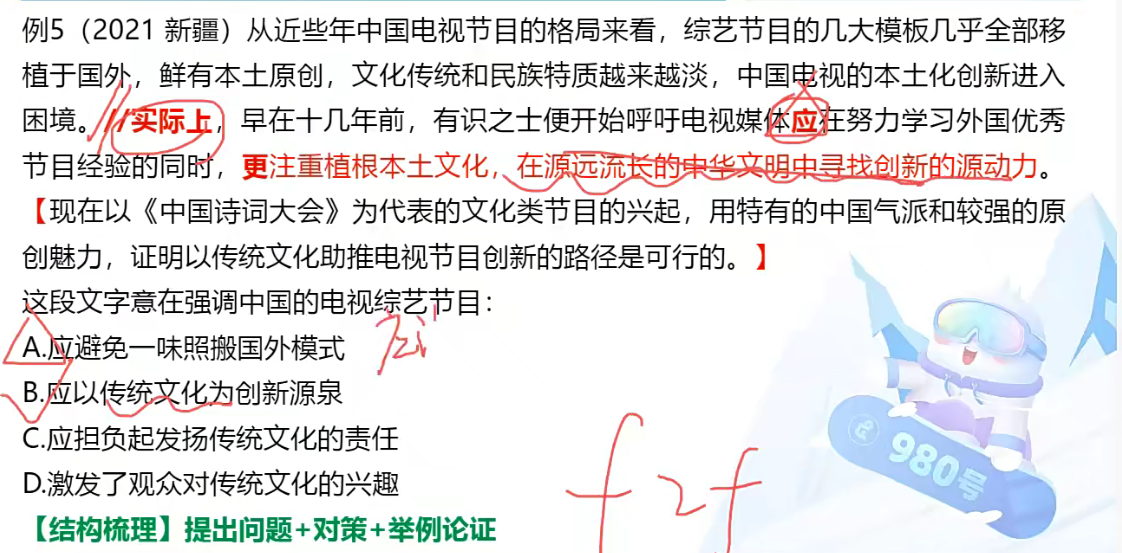 例5（2021 新疆）从近些年中国电视节目的格局来看，综艺节目的几大模板几乎全部移
植于国外，鲜有本土原创，文化传统和民族特质越来越淡，中国电视的本土化创新进入
困境。//实际上，早在十几年前，有识之士便开始呼吁电视媒体应在努力学习外国优秀
节目经验的同时，更注重植根本土文化，在源远流长的中华文明中寻找创新的源动力。
【现在以《中国诗词大会》为代表的文化类节目的兴起，用特有的中国气派和较强的原
创魅力，证明以传统文化助推电视节目创新的路径是可行的。】
这段文字意在强调中国的电视综艺节目：
A.应避免一味照搬国外模式
B.应以传统文化为创新源泉
C.应担负起发扬传统文化的责任
D.激发了观众对传统文化的兴趣
980号
【结构梳理】提出问题+对策+举例论证